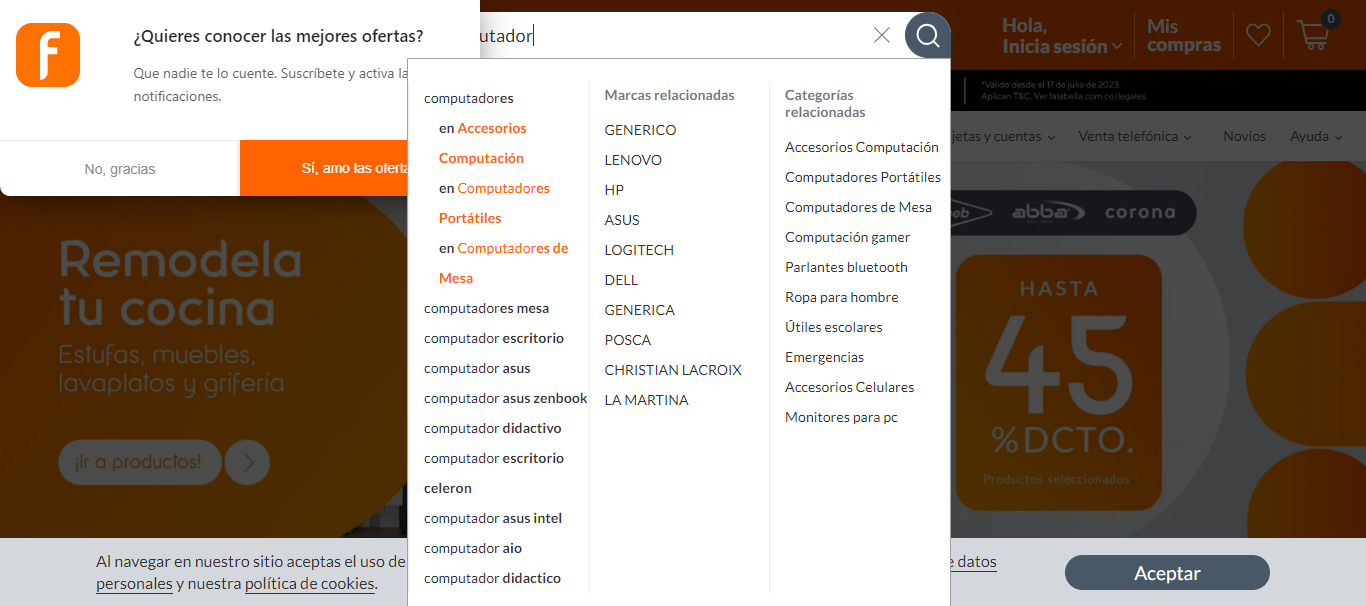 ¿Quieres conocer las mejores ofertas?
Que nadie te lo cuente. Suscríbete y activa la
notificaciones.
No, gracias
Sí, amo las oferta
utador
Hola,
Inicia sesión
Mis
compras
0
*Válido desde el 17 de julio de 2023.
Aplican T&C. Ver falabella.com.co/legales
jetas y cuentas
Venta telefónica
Novios
Ayuda
computadores
en Accesorios
Computación
en Computadores
Portátiles
en Computadores de
Mesa
computadores mesa
computador escritorio
computador asus
computador asus zenbook
computador didactivo
computador escritorio
celeron
computador asus intel
computador aio
computador didactico
Marcas relacionadas
GENERICO
LENOVO
HP
ASUS
LOGITECH
DELL
GENERICA
POSCA
CHRISTIAN LACROIX
LA MARTINA
Categorías
relacionadas
Accesorios Computación
Computadores Portátiles
Computadores de Mesa
Computación gamer
Parlantes bluetooth
Ropa para hombre
Útiles escolares
Emergencias
Accesorios Celulares
Monitores para pc
Remodela
tu cocina
Estufas, muebles,
lavaplatos y grifería
¡Ir a productos!
eb
abba
corona
HASTA
45
%DCTO.
Productos seleccionados
Al navegar en nuestro sitio aceptas el uso de
e datos
personales y nuestra política de cookies.
Aceptar